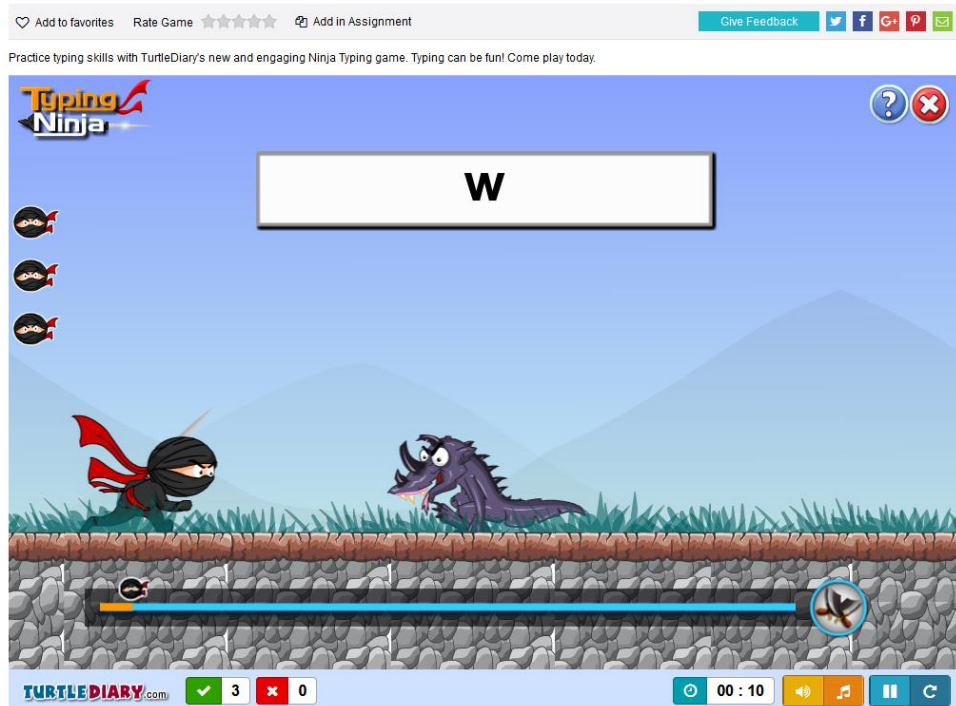 Add to favorites Rate Game Add in Assignment Give Feedback f G+
Practice typing skills with TurtleDiary's new and engaging Ninja Typing game. Typing can be fun! Come play today.
Typing
Ninja
?
W
TURTLEDIARY.com 3 0 00 : 10